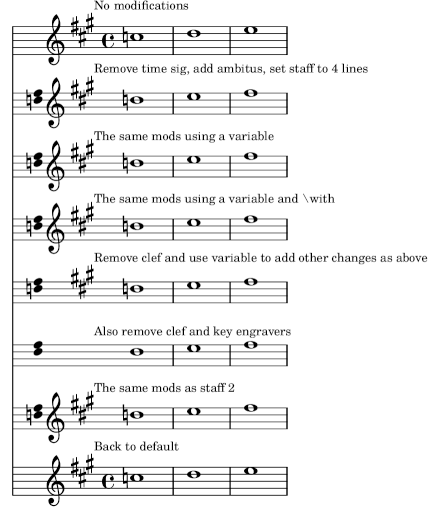 No modifications
Remove time sig, add ambitus, set staff to 4 lines
The same mods using a variable
The same mods using a variable and \with
Remove clef and use variable to add other changes as above
Also remove clef and key engravers
The same mods as staff 2
Back to default